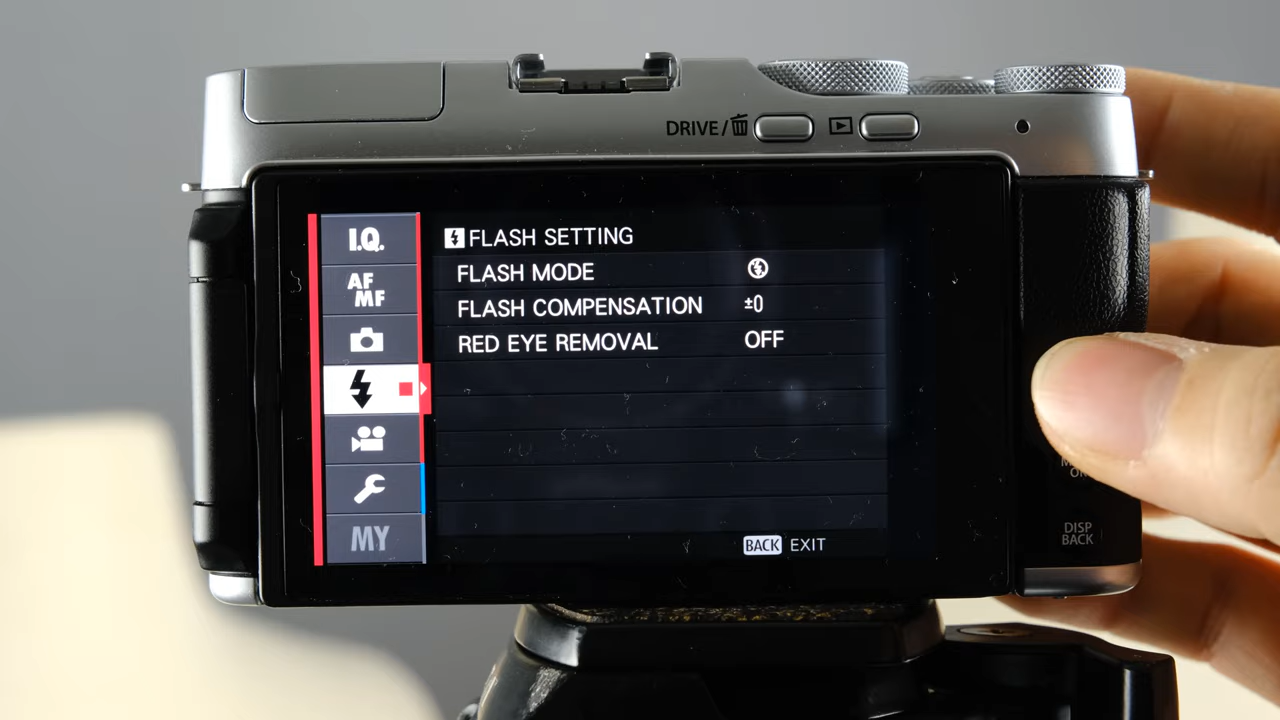 DRIVE/
I.Q.
AF
MF
MY
FLASH SETTING
FLASH MODE
FLASH COMPENSATION ±0
RED EYE REMOVAL OFF
BACK EXIT
DISP
BACK